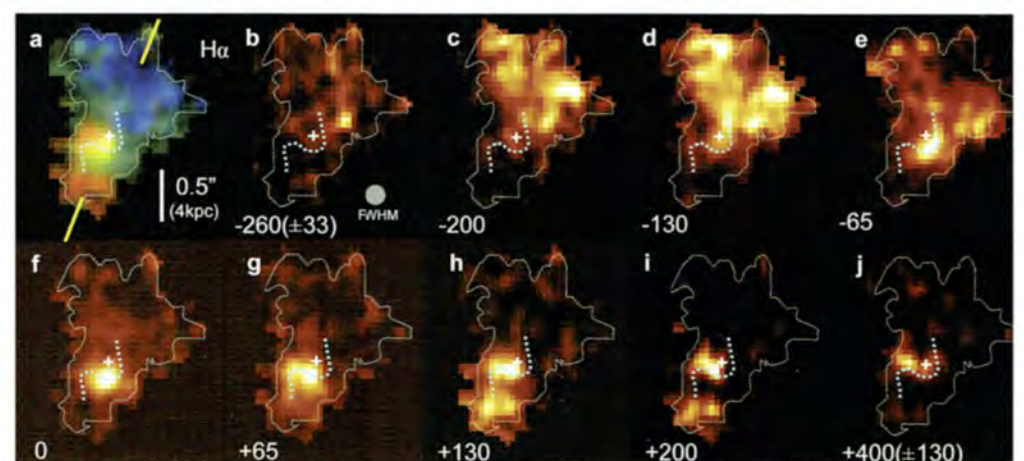 a Hα b c d e
0.5"
(4kpc)
FWHM
-260(±33) -200 -130 -65
f g h i j
0 +65 +130 +200 +400(±130)